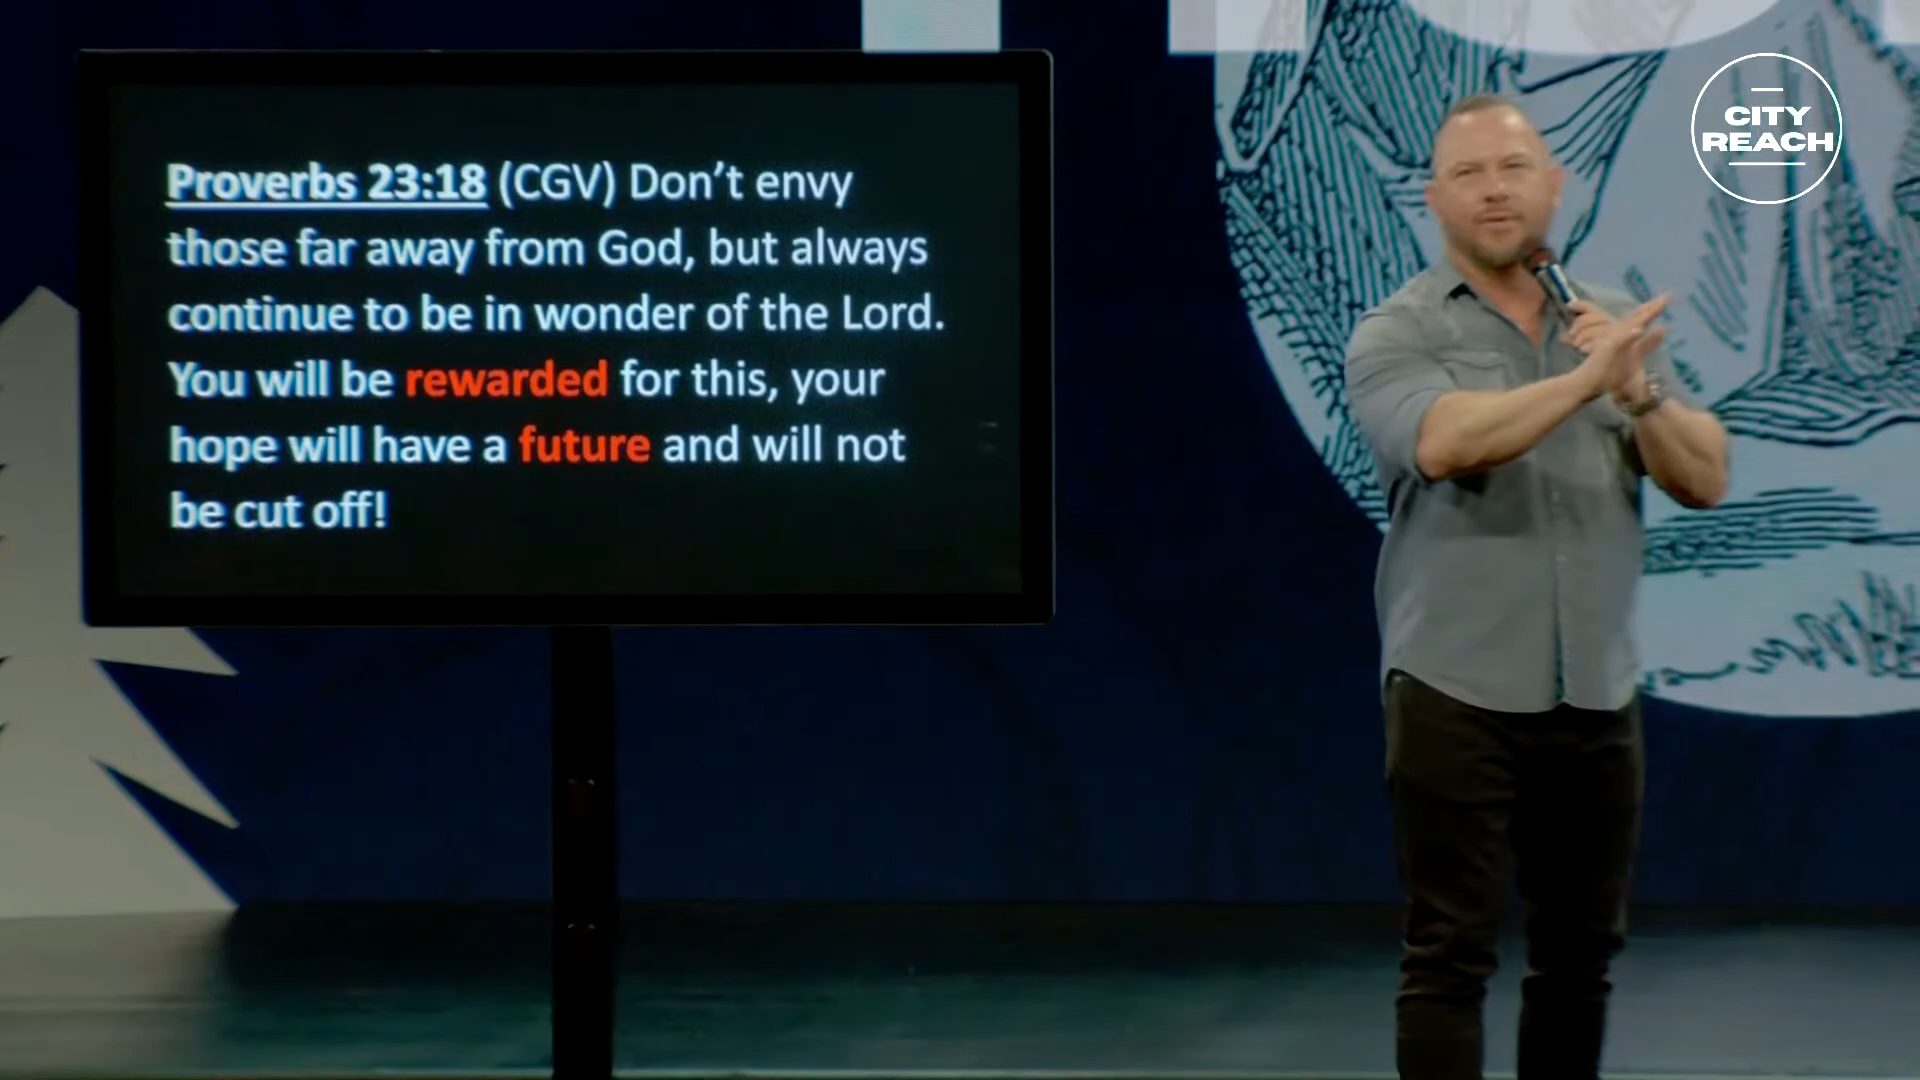 Proverbs 23:18 (CGV) Don’t envy
those far away from God, but always
continue to be in wonder of the Lord.
You will be rewarded for this, your
hope will have a future and will not
be cut off!
CITY
REACH